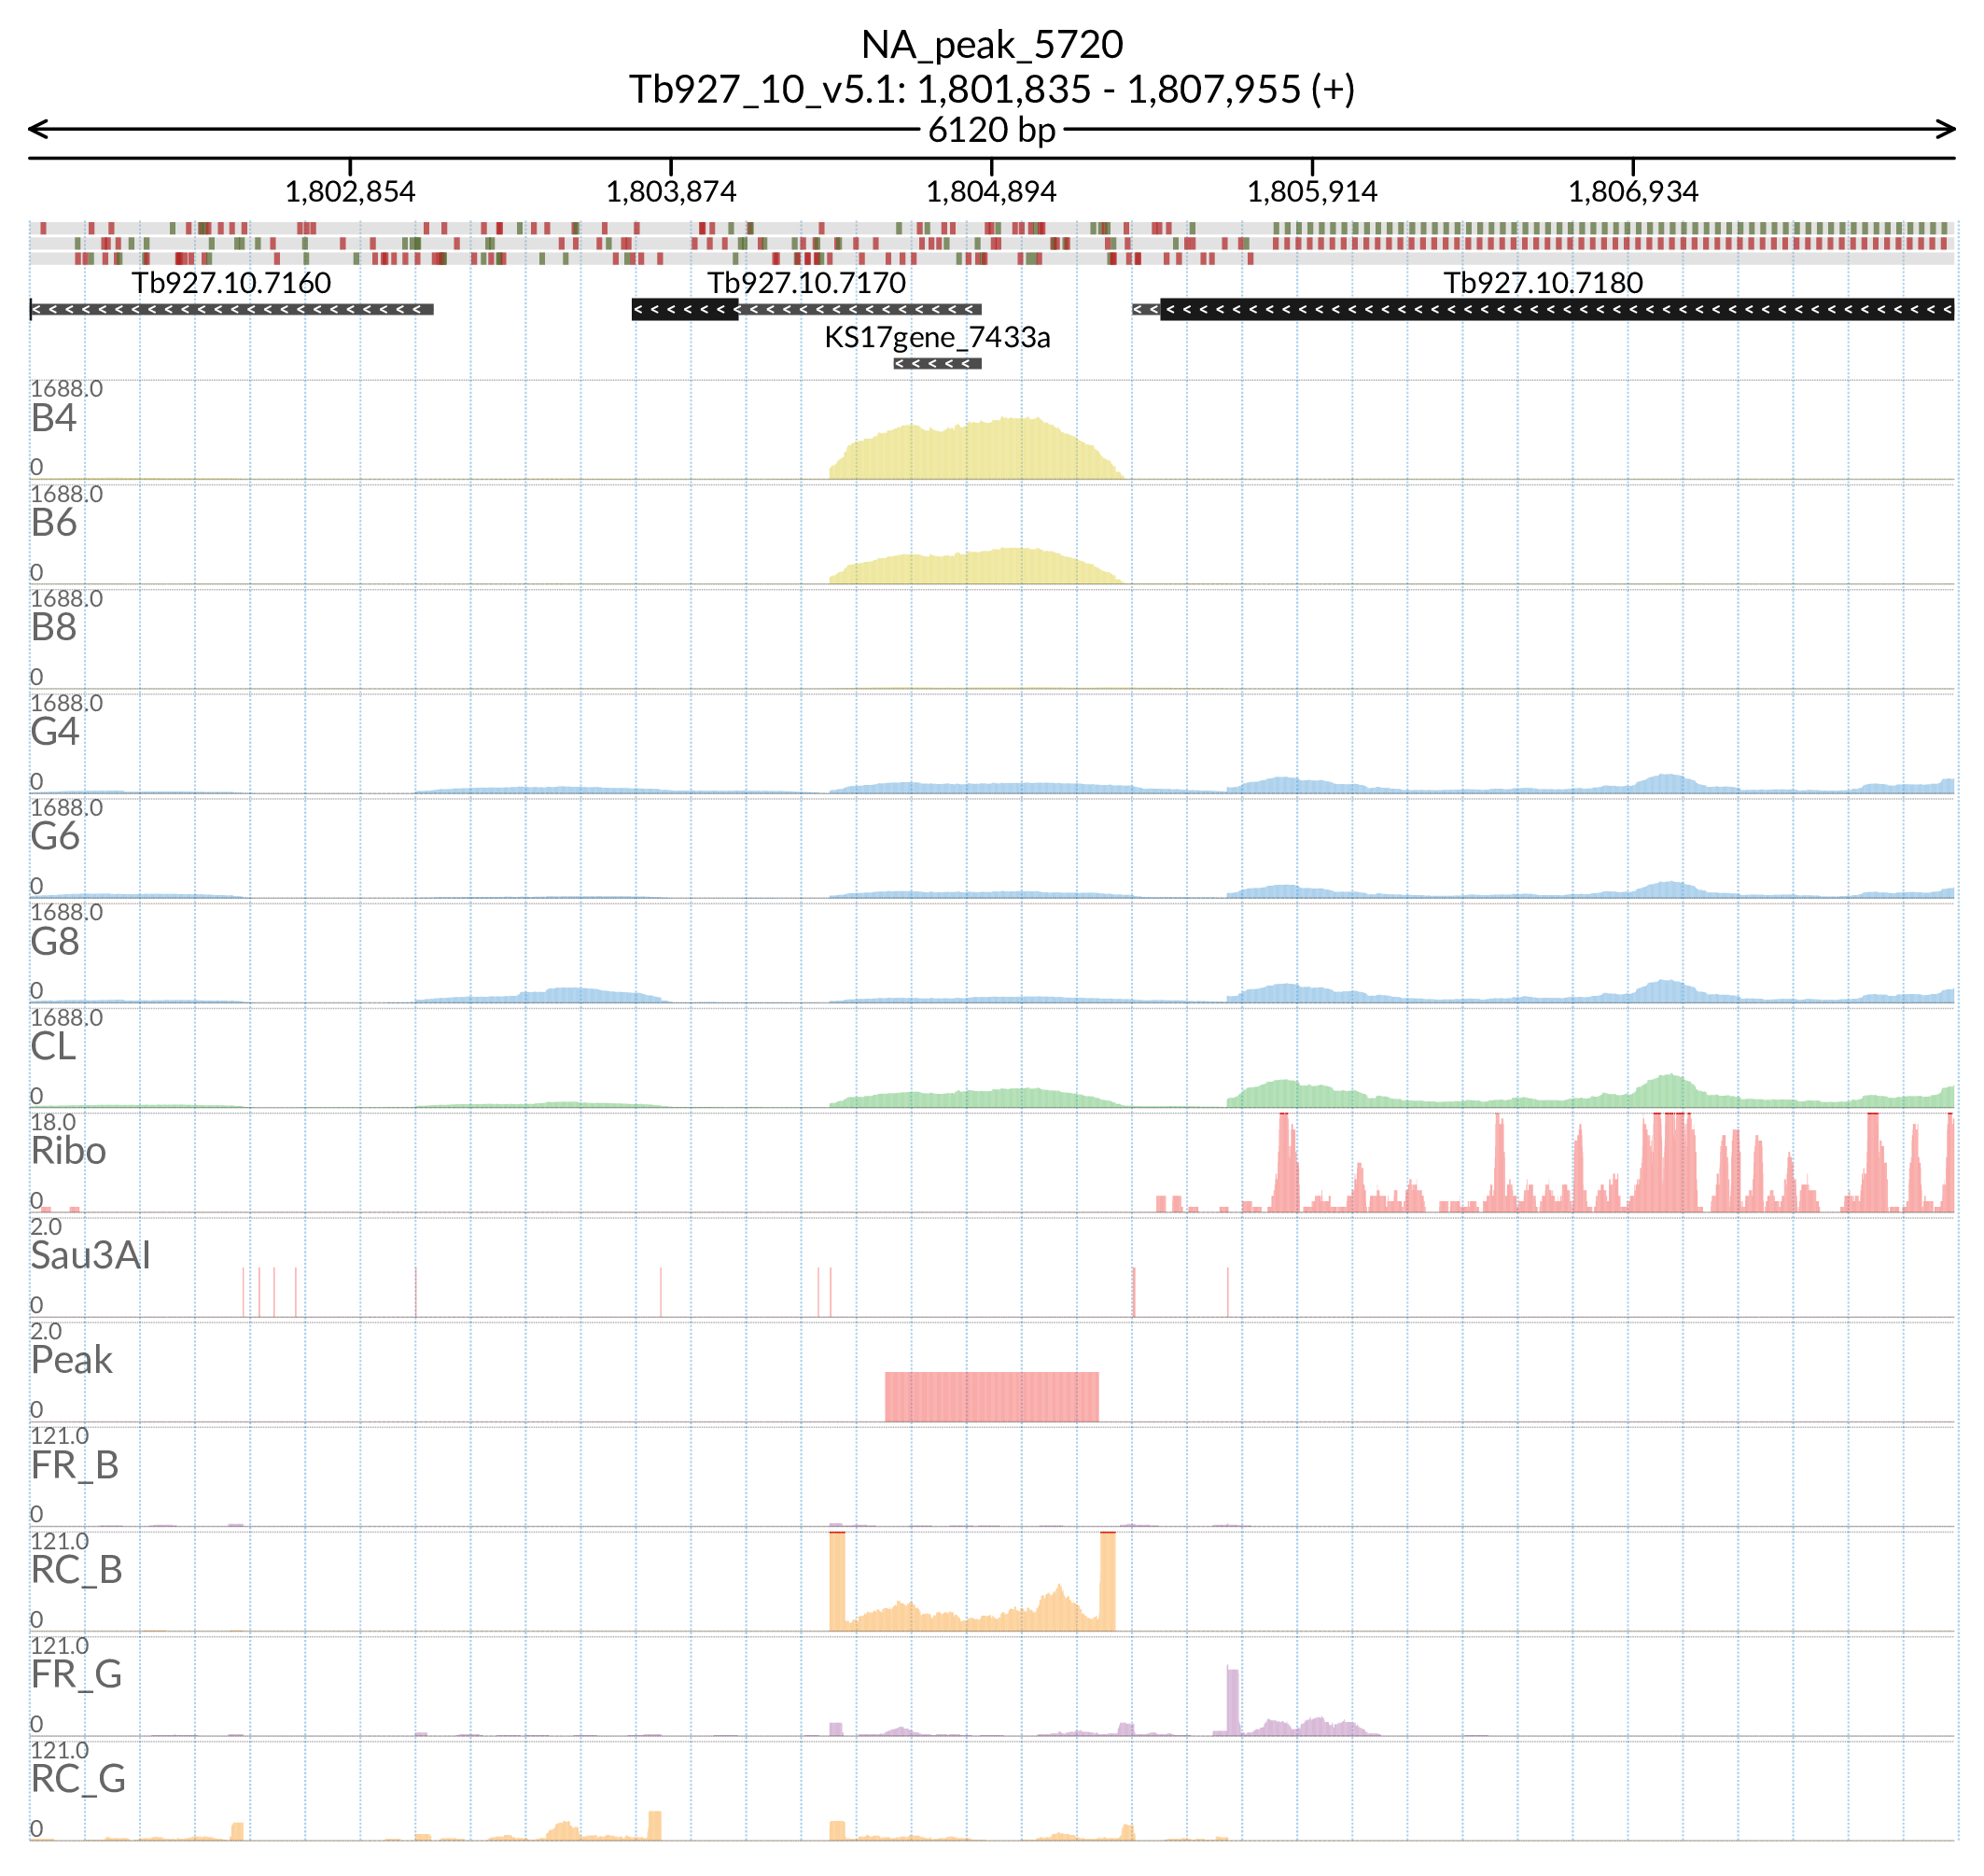 NA_peak_5720
Tb927_10_v5.1: 1,801,835 - 1,807,955 (+)
6120 bp
1,802,854 1,803,874 1,804,894 1,805,914 1,806,934
Tb927.10.7160 Tb927.10.7170 Tb927.10.7180
KS17gene_7433a
1688.0
B4
0
1688.0
B6
0
1688.0
B8
0
1688.0
G4
0
1688.0
G6
0
1688.0
G8
0
1688.0
CL
0
18.0
Ribo
0
2.0
Sau3AI
0
2.0
Peak
0
121.0
FR_B
0
121.0
RC_B
0
121.0
FR_G
0
121.0
RC_G
0